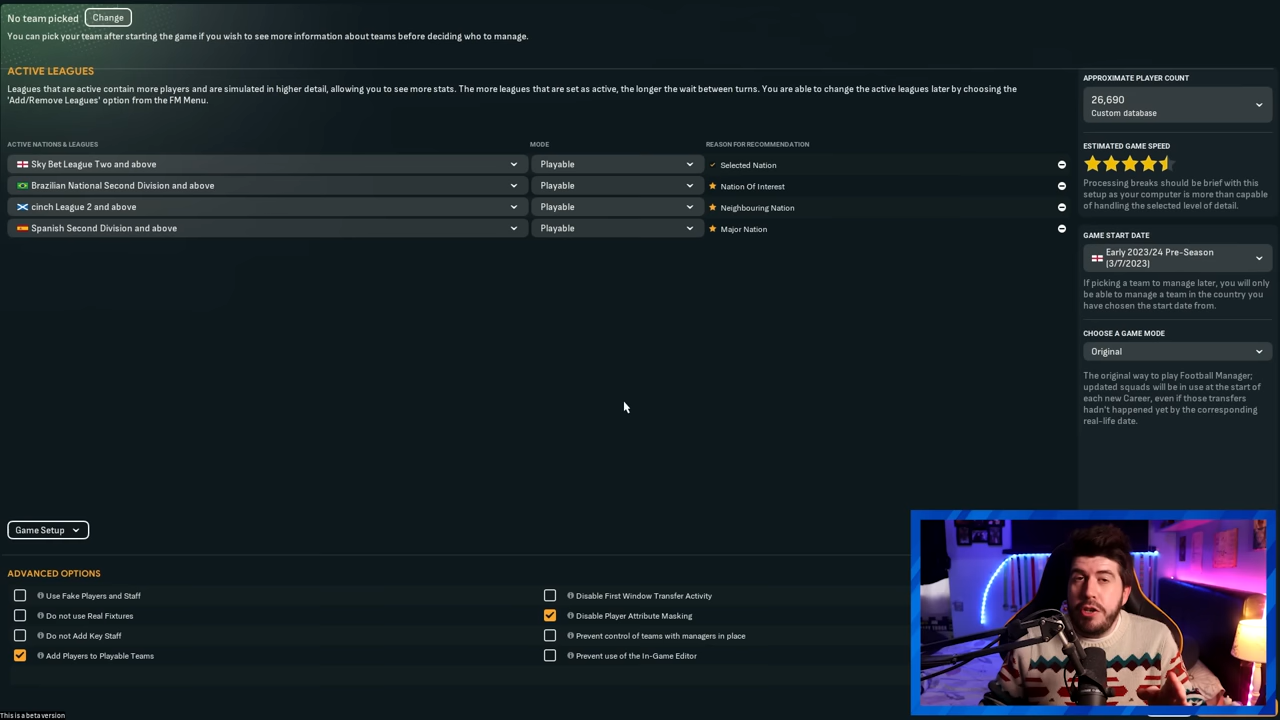 No team picked Change
You can pick your team after starting the game if you wish to see more information about teams before deciding who to manage.
ACTIVE LEAGUES
Leagues that are active contain more players and are simulated in higher detail, allowing you to see more stats. The more leagues that are set as active, the longer the wait between turns. You are able to change the active leagues later by choosing the
'Add/Remove Leagues' option from the FM Menu.
ACTIVE NATIONS & LEAGUES MODE REASON FOR RECOMMENDATION
Sky Bet League Two and above Playable Selected Nation
Brazilian National Second Division and above Playable Nation Of Interest
cinch League 2 and above Playable Neighbouring Nation
Spanish Second Division and above Playable Major Nation
APPROXIMATE PLAYER COUNT
26,690
Custom database
ESTIMATED GAME SPEED
Processing breaks should be brief with this
setup as your computer is more than capable
of handling the selected level of detail.
GAME START DATE
Early 2023/24 Pre-Season
(3/7/2023)
If picking a team to manage later, you will only
be able to manage a team in the country you
have chosen the start date from.
CHOOSE A GAME MODE
Original
The original way to play Football Manager;
updated squads will be in use at the start of
each new Career, even if those transfers
hadn't happened yet by the corresponding
real-life date.
Game Setup
ADVANCED OPTIONS
Use Fake Players and Staff Disable First Window Transfer Activity
Do not use Real Fixtures Disable Player Attribute Masking
Do not Add Key Staff Prevent control of teams with managers in place
Add Players to Playable Teams Prevent use of the In-Game Editor
This is a beta version